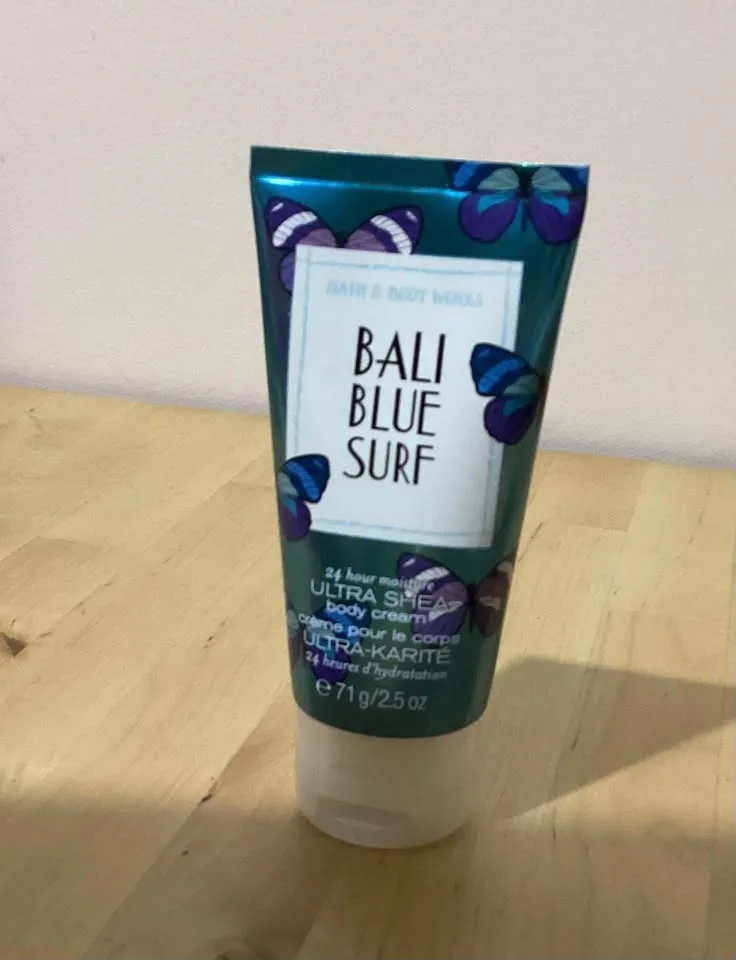 BATH & BODY WORKS
BALI
BLUE
SURF
24 hour moisture
ULTRA SHEA
body cream
crème pour le corps
ULTRA-KARITÉ
24 heures d'hydratation
e 71 g/2.5 oz